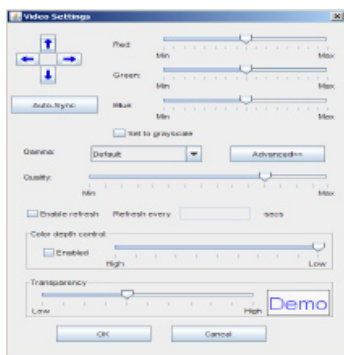 Video Settings
Red:
Min Max
Green:
Min Max
Auto Sync
Blue:
Min Max
Set to grayscale
Gamma: Default Advanced>>
Quality:
Min Max
Enable refresh Refresh every secs
Color depth control
Enabled
High Low
Transparency
Low High
Demo
OK Cancel